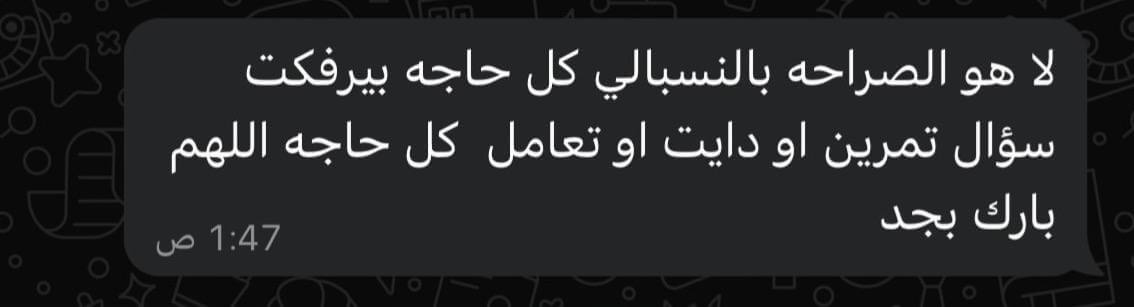 لا هو الصراحه بالنسبالي كل حاجه بيرفكت
سؤال تمرين او دايت او تعامل  كل حاجه اللهم
بارك بجد
1:47 ص